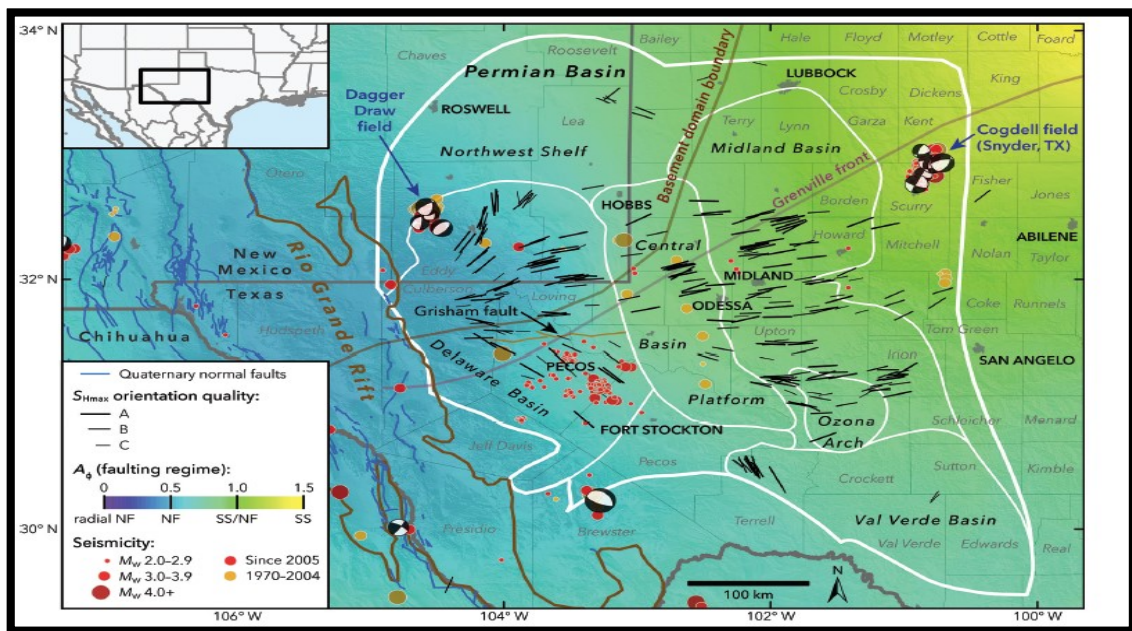 34° N
32° N
30° N
106° W
104° W
102° W
100° W
Chaves
Roosevelt
Bailey
Hale
Floyd
Motley
Cottle
Foard
Permian Basin
LUBBOCK
King
Dagger
Draw
field
ROSWELL
Crosby
Dickens
Lea
Terry
Lynn
Garza
Kent
Cogdell field
(Snyder, TX)
Northwest Shelf
Midland Basin
Basement domain boundary
Grenville front
Otero
Fisher
Jones
HOBBS
Borden
Scurry
Central
Howard
Mitchell
ABILENE
Nolan
Taylor
New
Mexico
Texas
Rio Grande Rift
Eddy
Culberson
Loving
MIDLAND
ODESSA
Coke
Runnels
Chihuahua
Hudspeth
Grisham fault
Upton
Tom Green
Delaware Basin
PECOS
Basin
Irion
SAN ANGELO
Platform
Ozona
Arch
Schleicher
Menard
FORT STOCKTON
Jeff Davis
Pecos
Sutton
Kimble
Crockett
Presidio
Brewster
Terrell
Val Verde Basin
Val Verde
Edwards
Real
Quaternary normal faults
SHmax orientation quality:
A
B
C
Aϕ (faulting regime):
0
0.5
1.0
1.5
radial NF
NF
SS/NF
SS
Seismicity:
Mw 2.0–2.9
Mw 3.0–3.9
Mw 4.0+
Since 2005
1970–2004
100 km
N